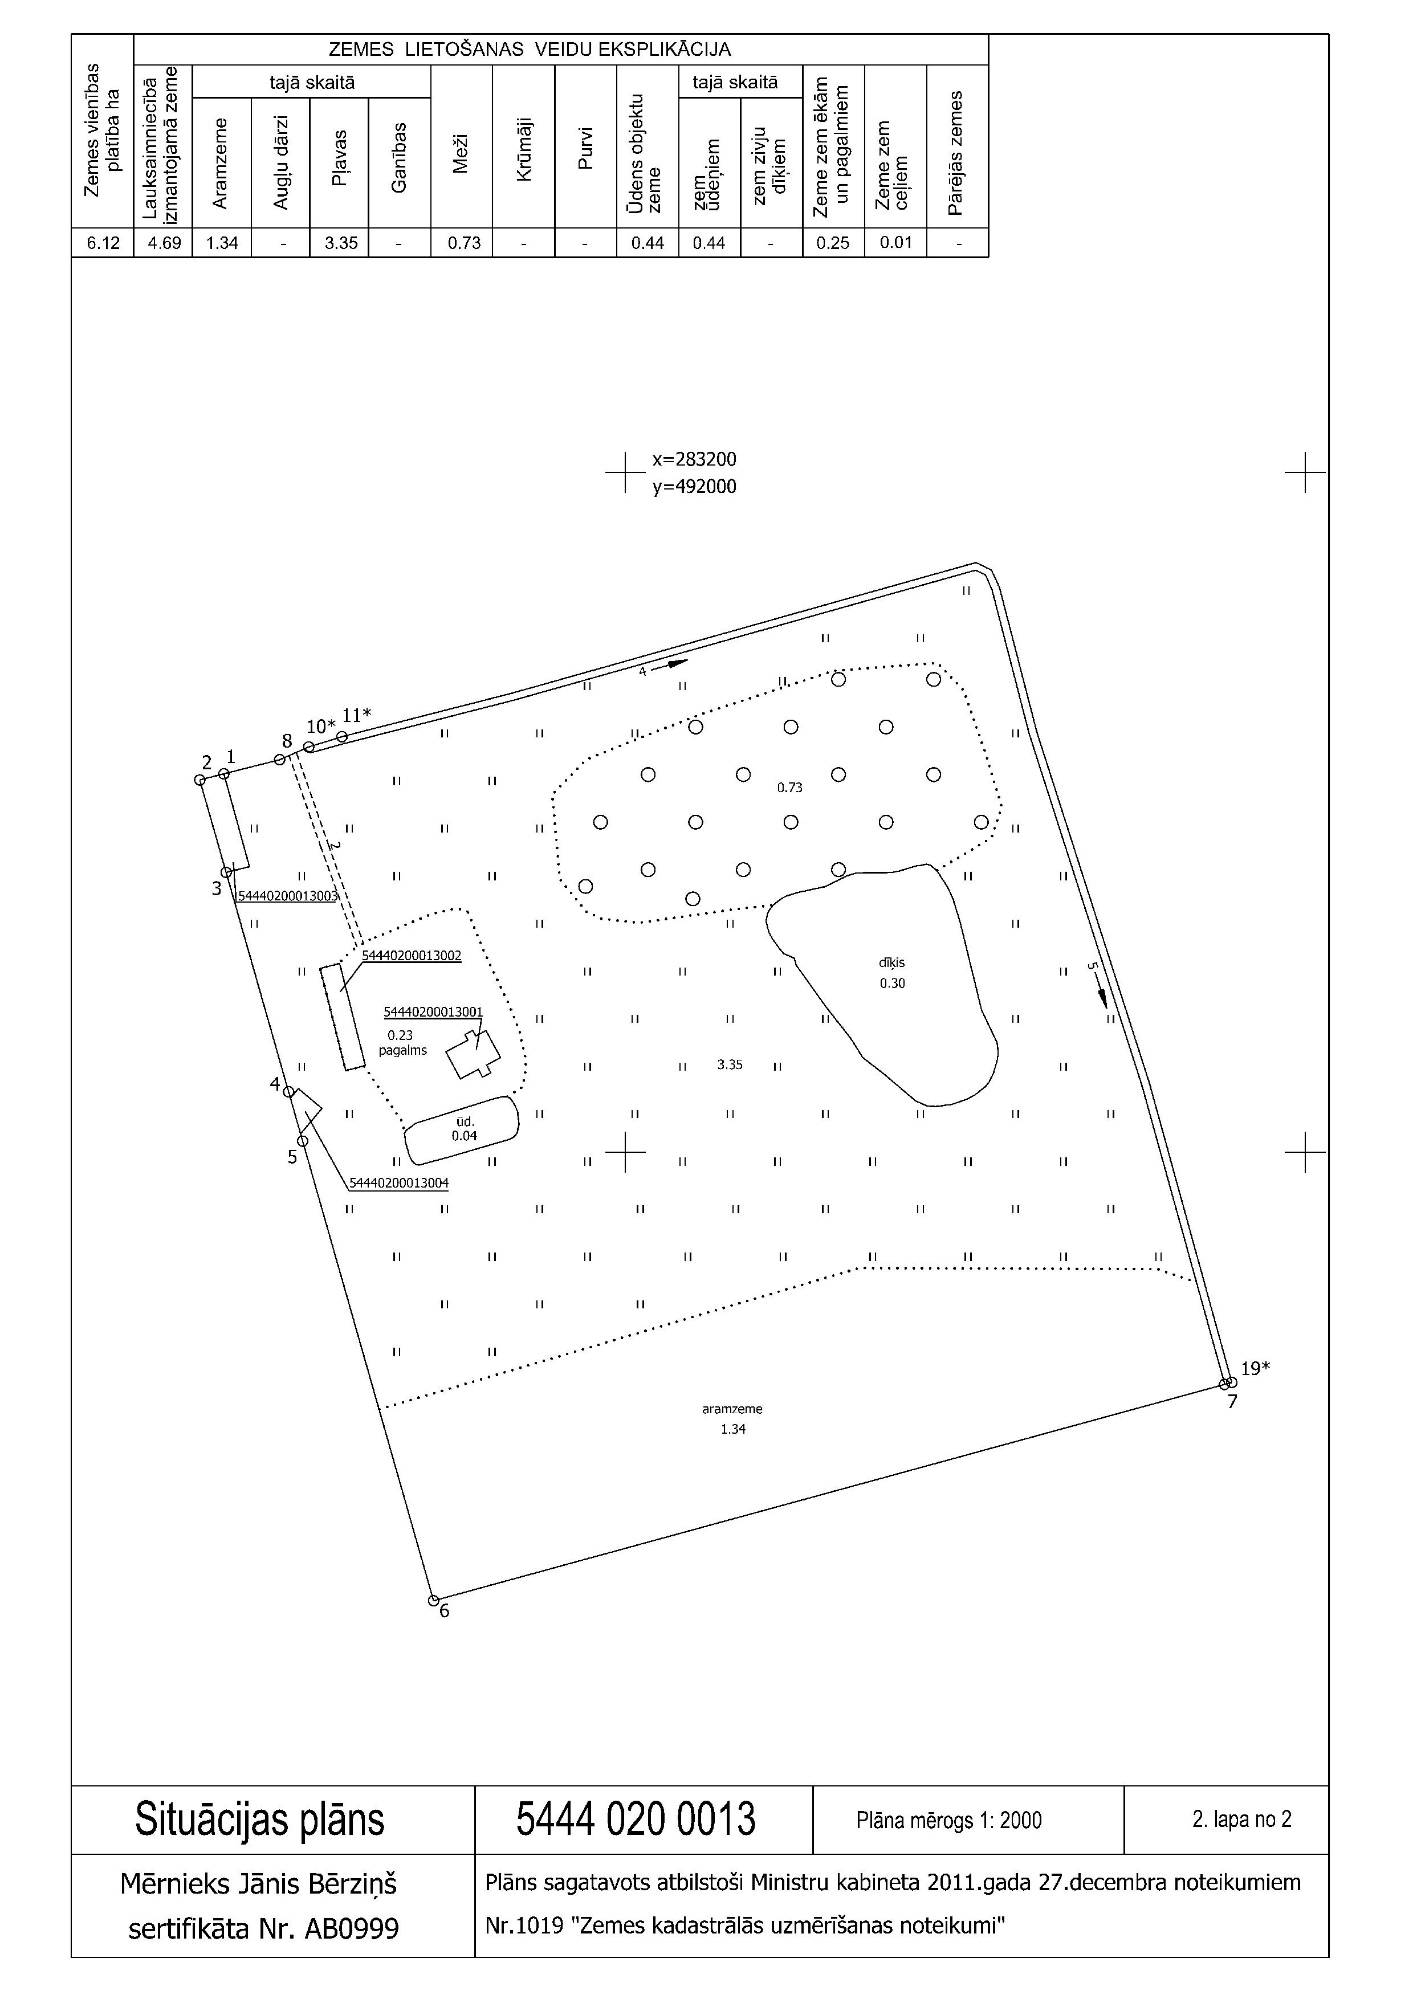 ZEMES LIETOŠANAS VEIDU EKSPLIKĀCIJA
Zemes vienības
platība ha
Lauksaimniecībā
izmantojamā zeme
tajā skaitā
Aramzeme
Augļu dārzi
Pļavas
Ganības
Meži
Krūmāji
Purvi
Ūdens objektu
zeme
tajā skaitā
zem
ūdeņiem
zem zivju
dīķiem
Zeme zem ēkām
un pagalmiem
Zeme zem
ceļiem
Pārējās zemes
6.12 4.69 1.34 - 3.35 - 0.73 - - 0.44 0.44 - 0.25 0.01 -
x=283200
y=492000
4
11*
10*
8
1
2
0.73
2
3
54440200013003
54440200013002
dīķis
0.30
5
54440200013001
0.23
pagalms
3.35
4
ūd.
0.04
5
54440200013004
19*
7
aramzeme
1.34
6
Situācijas plāns
5444 020 0013
Plāna mērogs 1: 2000
2. lapa no 2
Mērnieks Jānis Bērziņš
sertifikāta Nr. AB0999
Plāns sagatavots atbilstoši Ministru kabineta 2011.gada 27.decembra noteikumiem
Nr.1019 "Zemes kadastrālās uzmērīšanas noteikumi"